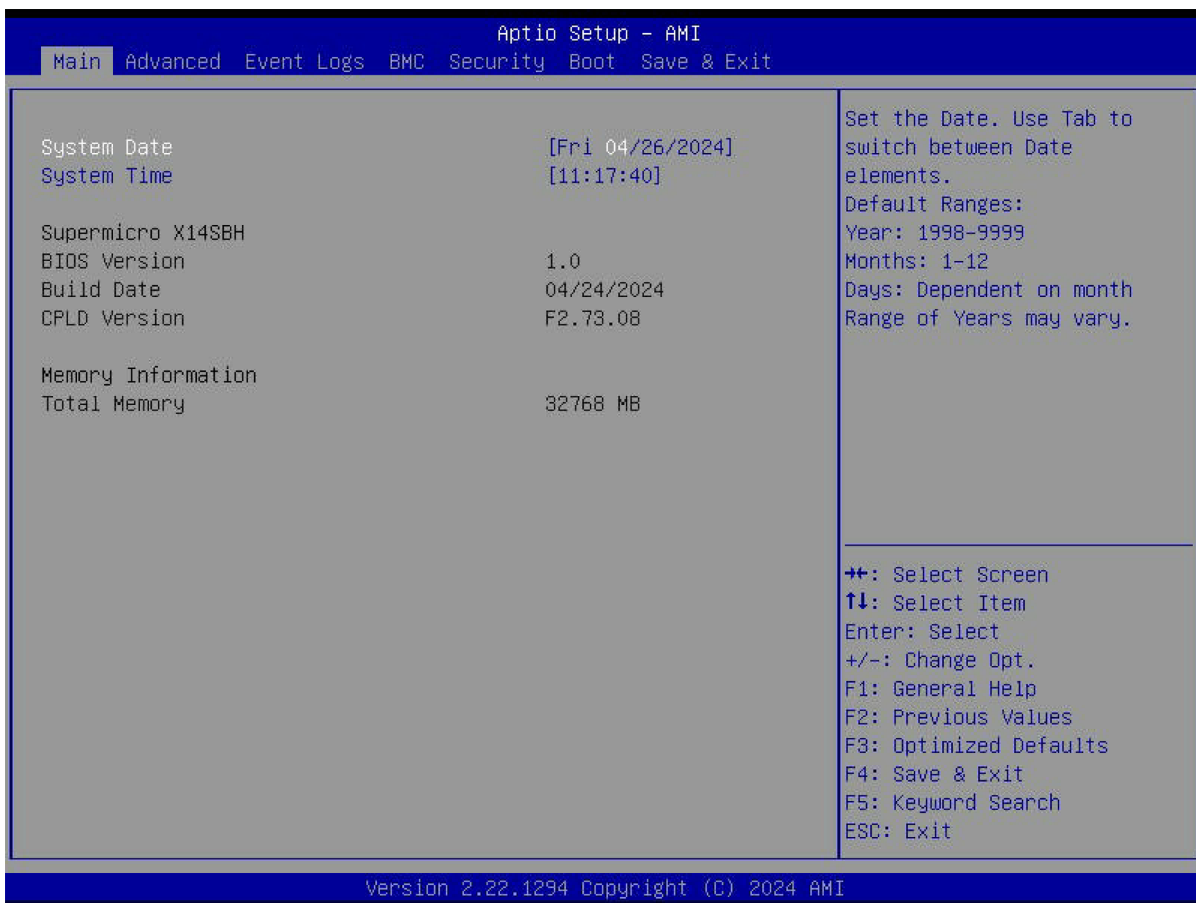 Aptio Setup – AMI
Main Advanced Event Logs BMC Security Boot Save & Exit
System Date [Fri 04/26/2024]
System Time [11:17:40]
Supermicro X14SBH
BIOS Version 1.0
Build Date 04/24/2024
CPLD Version F2.73.08
Memory Information
Total Memory 32768 MB
Set the Date. Use Tab to
switch between Date
elements.
Default Ranges:
Year: 1998-9999
Months: 1-12
Days: Dependent on month
Range of Years may vary.
→←: Select Screen
↑↓: Select Item
Enter: Select
+/-: Change Opt.
F1: General Help
F2: Previous Values
F3: Optimized Defaults
F4: Save & Exit
F5: Keyword Search
ESC: Exit
Version 2.22.1294 Copyright (C) 2024 AMI